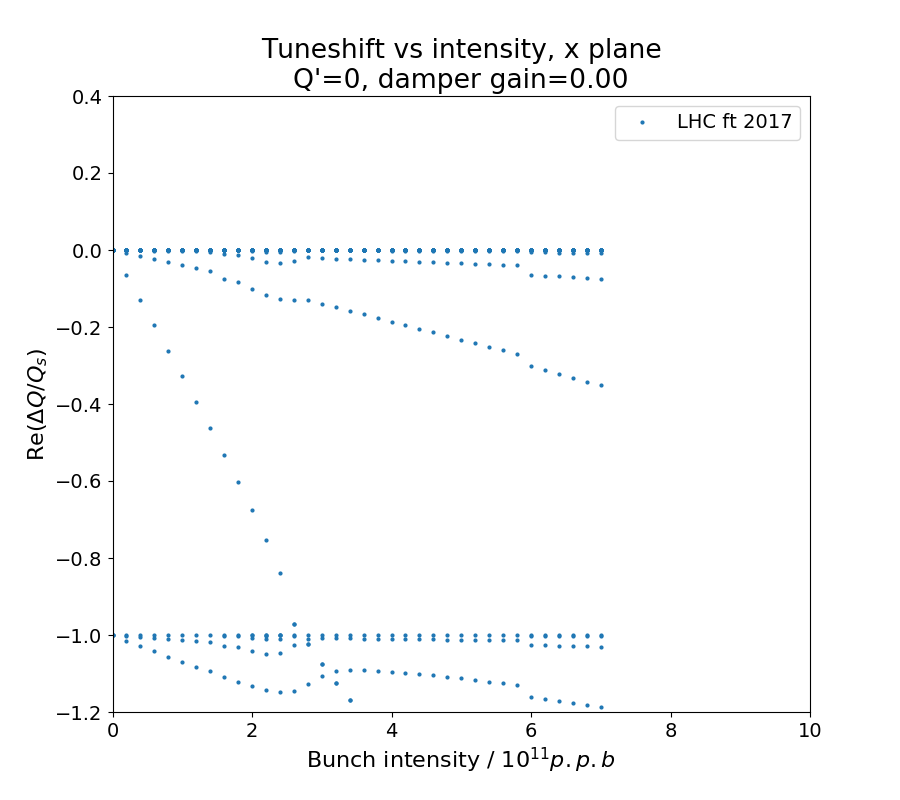 Tuneshift vs intensity, x plane
Q'=0, damper gain=0.00
LHC ft 2017
0.4
0.2
0.0
−0.2
−0.4
−0.6
−0.8
−1.0
−1.2
Re(ΔQ/Qₛ)
0 2 4 6 8 10
Bunch intensity / 10¹¹p.p.b